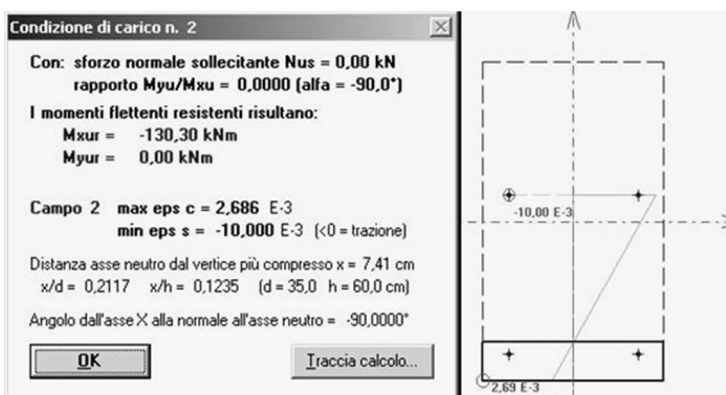 Condizione di carico n. 2
Con: sforzo normale sollecitante Nus = 0,00 kN
rapporto Myu/Mxu = 0,0000 (alfa = -90,0°)
I momenti flettenti resistenti risultano:
Mxur = -130,30 kNm
Myur = 0,00 kNm
Campo 2 max eps c = 2,686 E-3
min eps s = -10,000 E-3 (<0 = trazione)
Distanza asse neutro dal vertice più compresso x = 7,41 cm
x/d = 0,2117 x/h = 0,1235 (d = 35,0 h = 60,0 cm)
Angolo dall'asse X alla normale all'asse neutro = -90,0000°
OK
Traccia calcolo...
-10,00 E-3
2,69 E-3